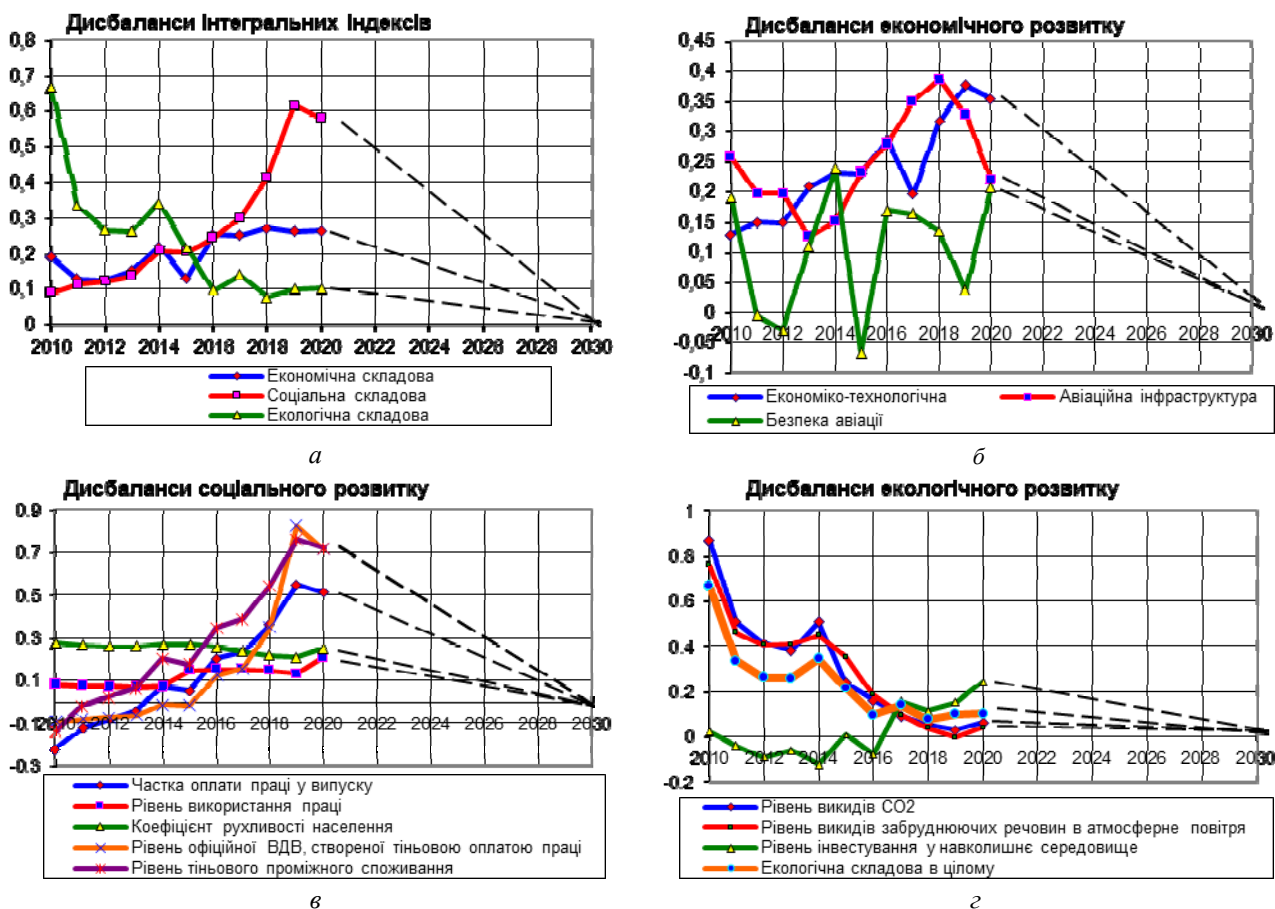 Дисбаланси інтегральних індексів
0,8
0,7
0,6
0,5
0,4
0,3
0,2
0,1
0
2010 2012 2014 2016 2018 2020 2022 2024 2026 2028 2030
Економічна складова
Соціальна складова
Екологічна складова
а
Дисбаланси економічного розвитку
0,45
0,4
0,35
0,3
0,25
0,2
0,15
0,1
0,05
0
-0,05
-0,1
2010 2012 2014 2016 2018 2020 2022 2024 2026 2028 2030
Економіко-технологічна
Авіаційна інфраструктура
Безпека авіації
б
Дисбаланси соціального розвитку
0.9
0.7
0.5
0.3
0.1
-0.1
-0.3
2010 2012 2014 2016 2018 2020 2022 2024 2026 2028 2030
Частка оплати праці у випуску
Рівень використання праці
Коефіцієнт рухливості населення
Рівень офіційної ВДВ, створеної тіньовою оплатою праці
Рівень тіньового проміжного споживання
в
Дисбаланси екологічного розвитку
1
0.8
0.6
0.4
0.2
0
-0.2
2010 2012 2014 2016 2018 2020 2022 2024 2026 2028 2030
Рівень викидів СО2
Рівень викидів забруднюючих речовин в атмосферне повітря
Рівень інвестування у навколишнє середовище
Екологічна складова в цілому
г